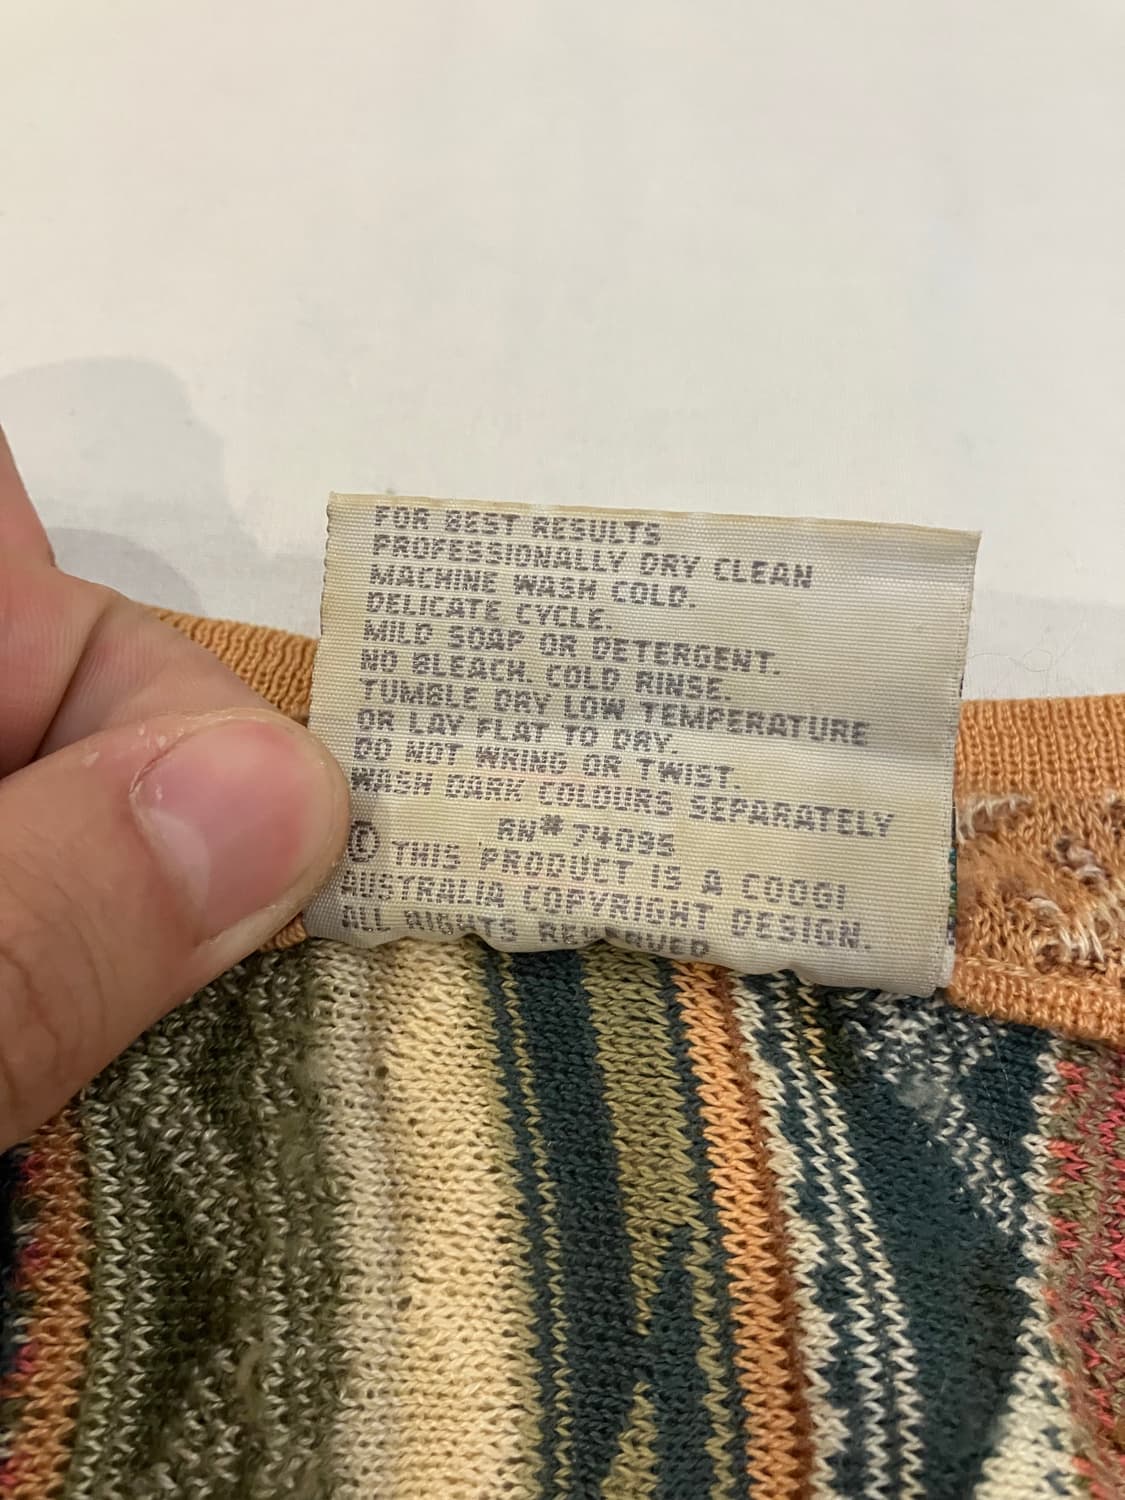 FOR BEST RESULTS
PROFESSIONALLY DRY CLEAN
MACHINE WASH COLD.
DELICATE CYCLE.
MILD SOAP OR DETERGENT.
NO BLEACH. COLD RINSE.
TUMBLE DRY LOW TEMPERATURE
OR LAY FLAT TO DRY.
DO NOT WRING OR TWIST.
WASH DARK COLOURS SEPARATELY
RN# 74095
© THIS PRODUCT IS A COOGI
AUSTRALIA COPYRIGHT DESIGN.
ALL RIGHTS RESERVED